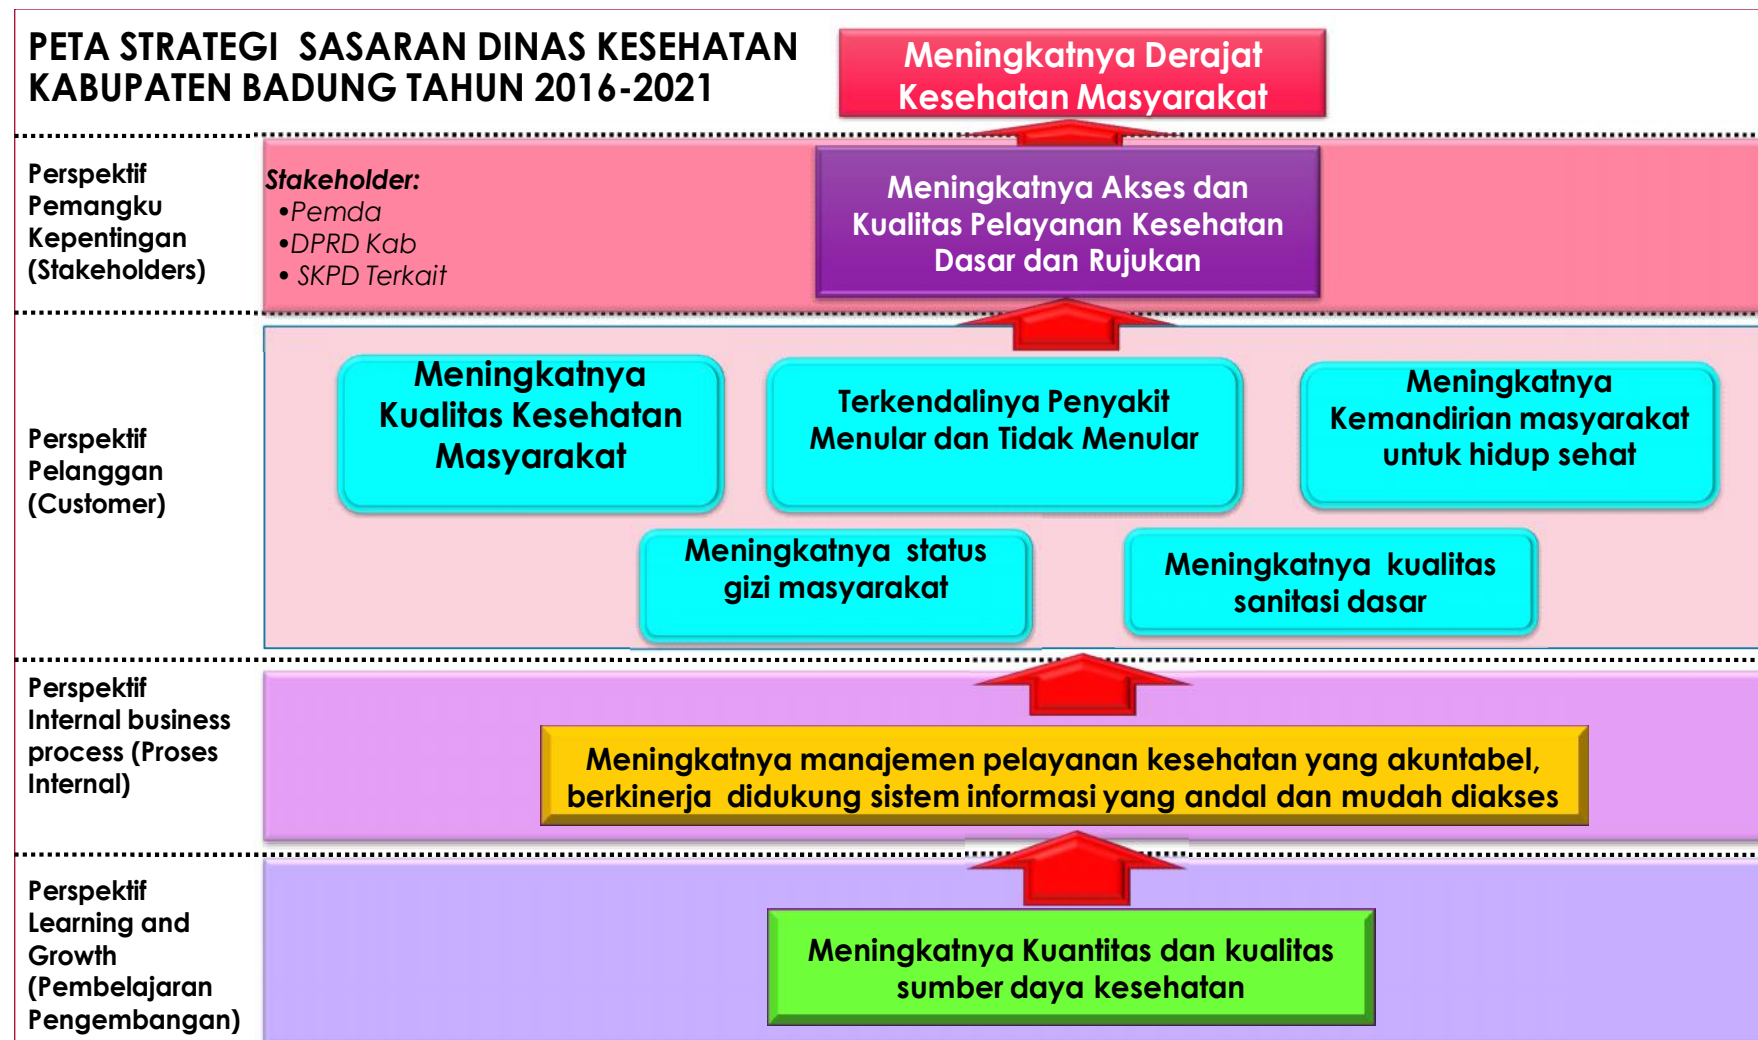 PETA STRATEGI SASARAN DINAS KESEHATAN
KABUPATEN BADUNG TAHUN 2016-2021
Meningkatnya Derajat
Kesehatan Masyarakat
Perspektif
Pemangku
Kepentingan
(Stakeholders)
Stakeholder:
•Pemda
•DPRD Kab
• SKPD Terkait
Meningkatnya Akses dan
Kualitas Pelayanan Kesehatan
Dasar dan Rujukan
Perspektif
Pelanggan
(Customer)
Meningkatnya
Kualitas Kesehatan
Masyarakat
Terkendalinya Penyakit
Menular dan Tidak Menular
Meningkatnya
Kemandirian masyarakat
untuk hidup sehat
Meningkatnya status
gizi masyarakat
Meningkatnya kualitas
sanitasi dasar
Perspektif
Internal business
process (Proses
Internal)
Meningkatnya manajemen pelayanan kesehatan yang akuntabel,
berkinerja didukung sistem informasi yang andal dan mudah diakses
Perspektif
Learning and
Growth
(Pembelajaran
Pengembangan)
Meningkatnya Kuantitas dan kualitas
sumber daya kesehatan